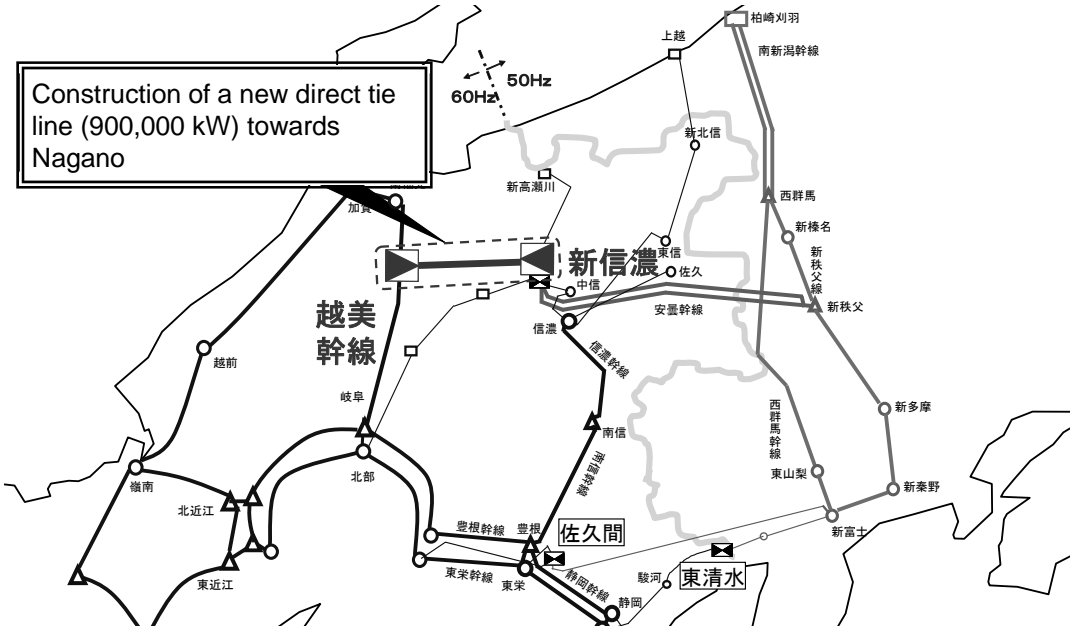 柏崎刈羽
南新潟幹線
上越
50Hz
60Hz
Construction of a new direct tie
line (900,000 kW) towards
Nagano
新北信
新高瀬川
加賀
西群馬
新榛名
新秩父線
東信
新信濃
佐久
中信
安曇幹線
新秩父
信濃
越美
幹線
信濃幹線
越前
岐阜
西群馬幹線
新多摩
南信
南信幹線
北部
嶺南
東山梨
新秦野
北近江
豊根幹線
豊根
佐久間
新富士
東近江
東栄幹線
東栄
静岡幹線
駿河
東清水
静岡